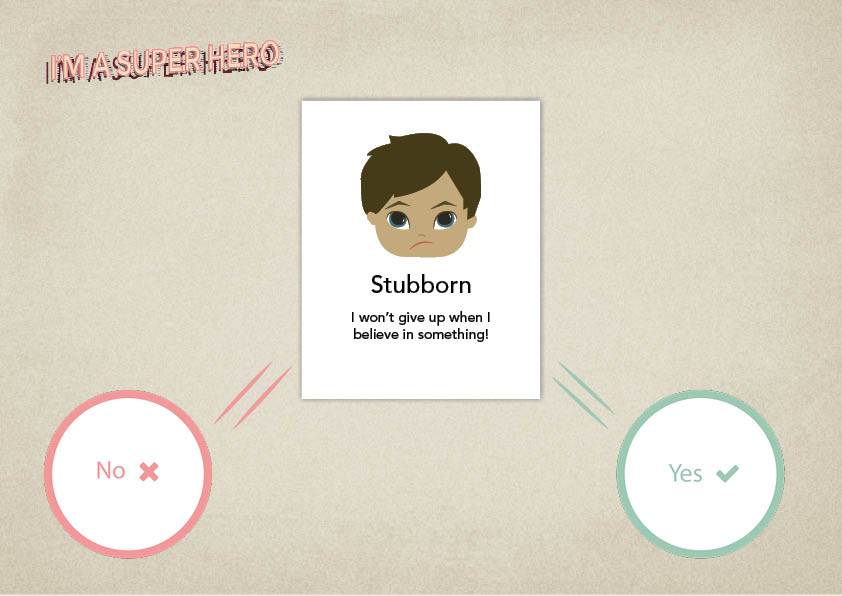 I'M A SUPER HERO
Stubborn
I won't give up when I
believe in something!
No
Yes